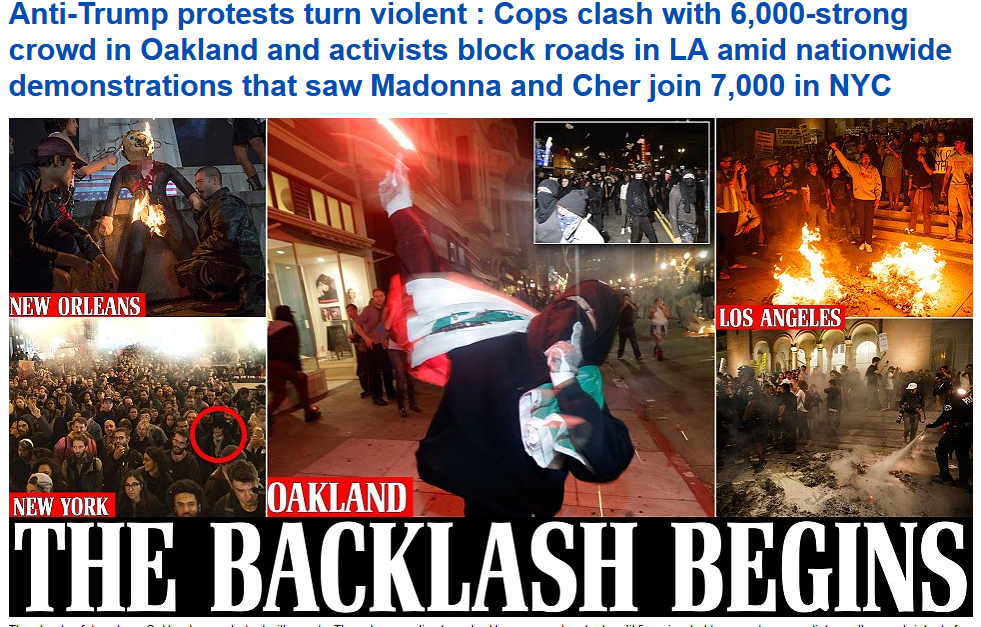 Anti-Trump protests turn violent : Cops clash with 6,000-strong
crowd in Oakland and activists block roads in LA amid nationwide
demonstrations that saw Madonna and Cher join 7,000 in NYC
NEW ORLEANS
LOS ANGELES
NEW YORK
OAKLAND
THE BACKLASH BEGINS